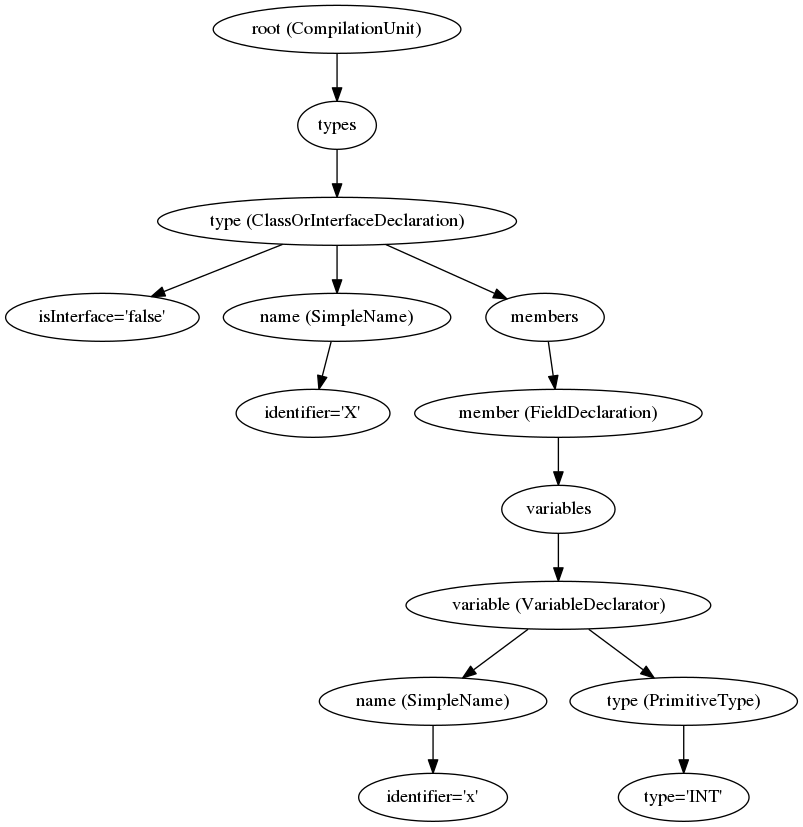 root (CompilationUnit)
types
type (ClassOrInterfaceDeclaration)
isInterface='false'
name (SimpleName)
members
identifier='X'
member (FieldDeclaration)
variables
variable (VariableDeclarator)
name (SimpleName)
type (PrimitiveType)
identifier='x'
type='INT'